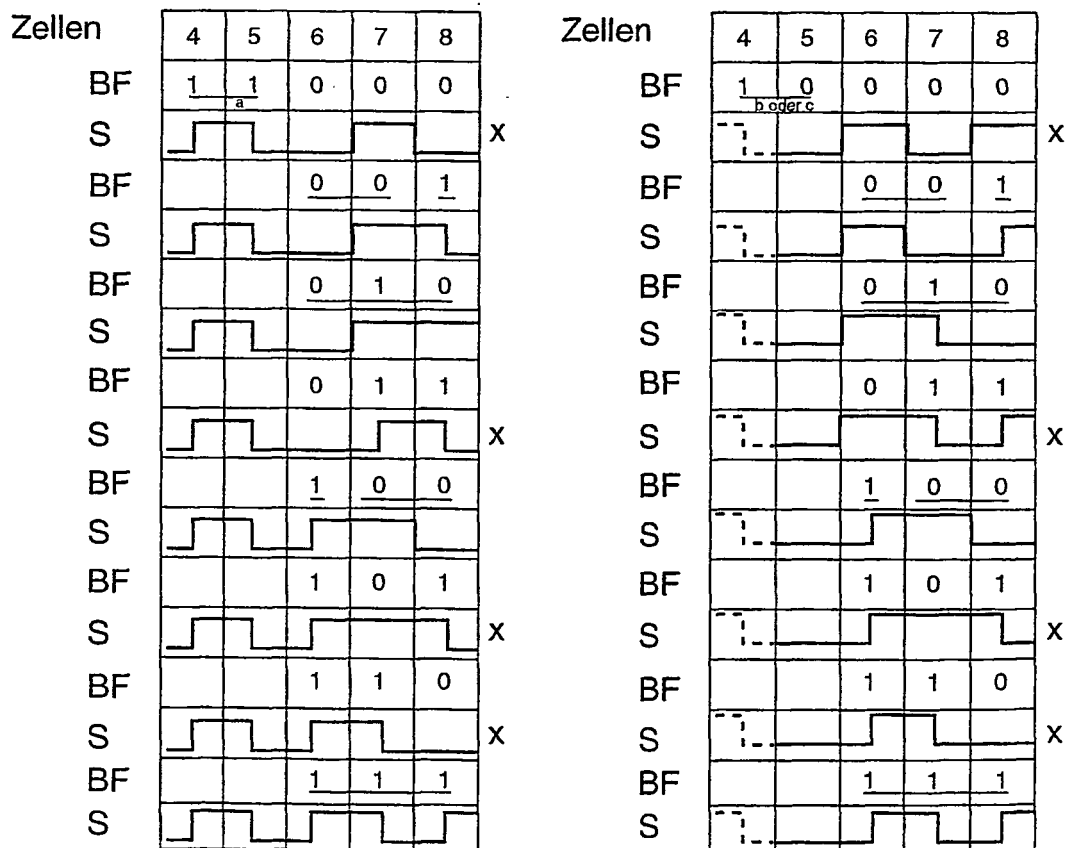 Zellen 4 5 6 7 8
BF 1 1 0 0 0
a
S x
BF 0 0 1
S
BF 0 1 0
S
BF 0 1 1
S x
BF 1 0 0
S
BF 1 0 1
S x
BF 1 1 0
S x
BF 1 1 1
S
Zellen 4 5 6 7 8
BF 1 0 0 0 0
b oder c
S x
BF 0 0 1
S
BF 0 1 0
S
BF 0 1 1
S x
BF 1 0 0
S
BF 1 0 1
S x
BF 1 1 0
S x
BF 1 1 1
S